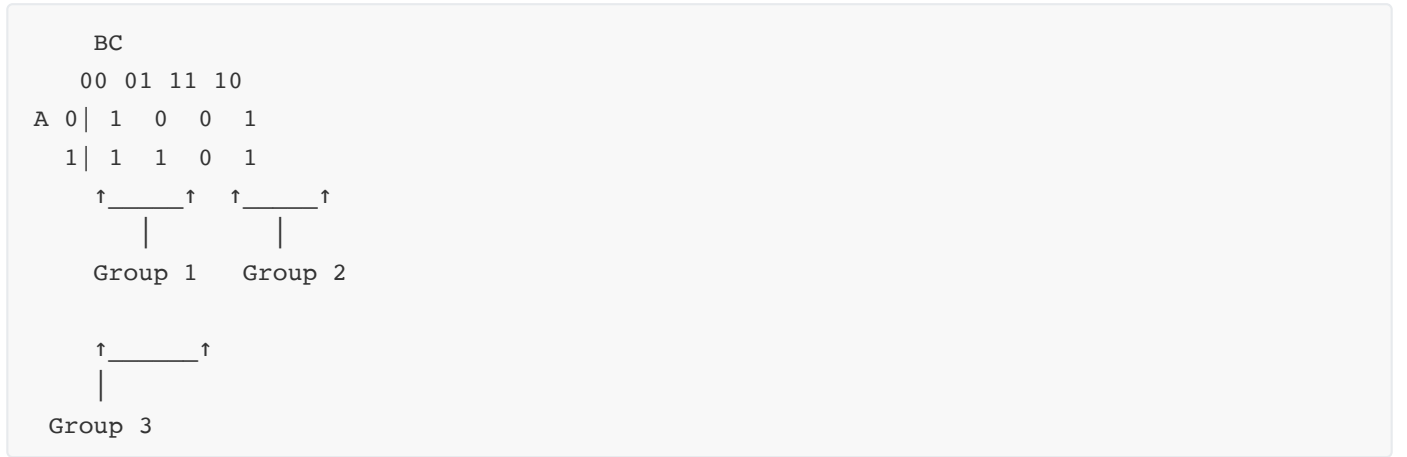 BC
00 01 11 10
A 0| 1 0 0 1
1| 1 1 0 1
↑_____↑ ↑_____↑
| |
Group 1 Group 2
↑______↑
|
Group 3